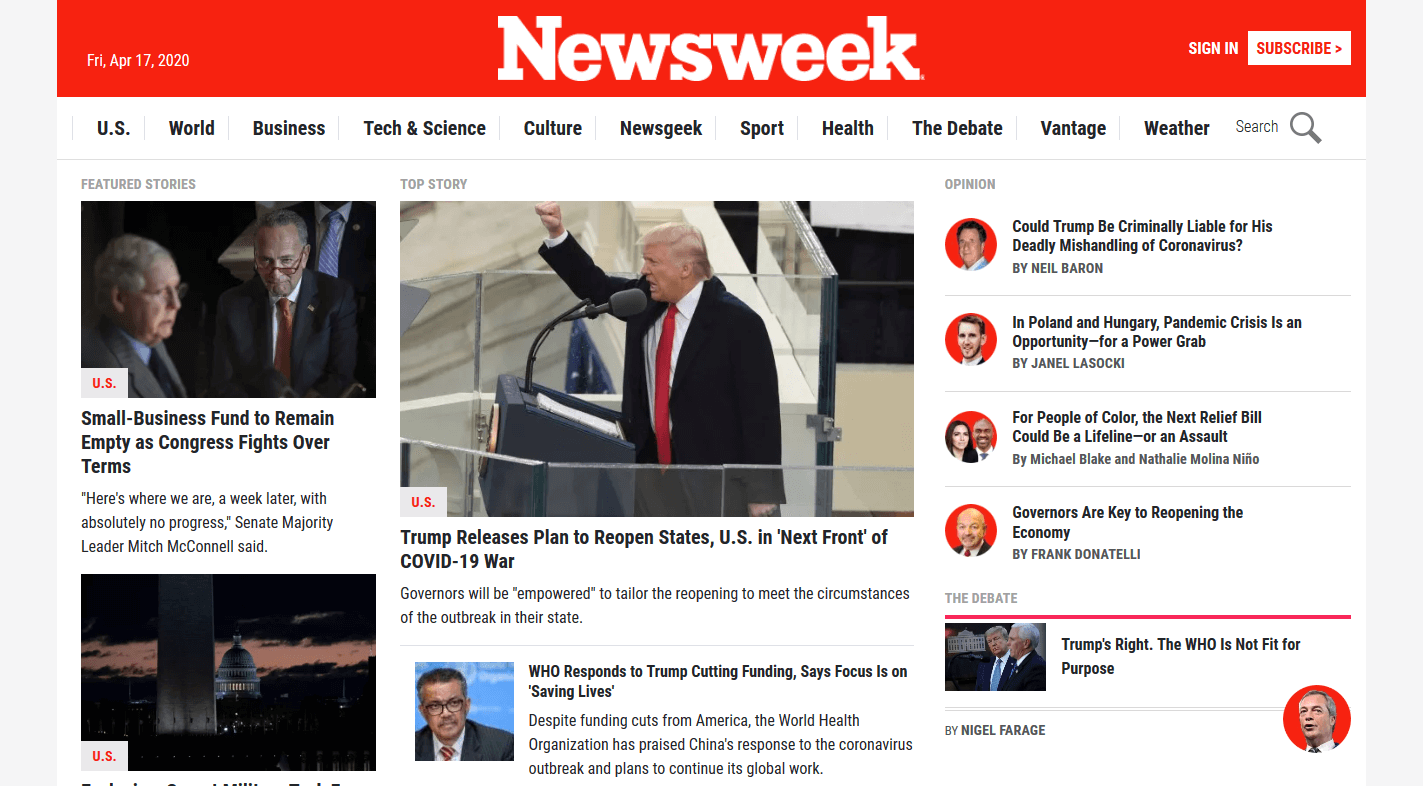 Fri, Apr 17, 2020
Newsweek
SIGN IN
SUBSCRIBE >
U.S.
World
Business
Tech & Science
Culture
Newsgeek
Sport
Health
The Debate
Vantage
Weather
Search
FEATURED STORIES
U.S.
Small-Business Fund to Remain
Empty as Congress Fights Over
Terms
"Here's where we are, a week later, with
absolutely no progress," Senate Majority
Leader Mitch McConnell said.
U.S.
TOP STORY
U.S.
Trump Releases Plan to Reopen States, U.S. in 'Next Front' of
COVID-19 War
Governors will be "empowered" to tailor the reopening to meet the circumstances
of the outbreak in their state.
WHO Responds to Trump Cutting Funding, Says Focus Is on
'Saving Lives'
Despite funding cuts from America, the World Health
Organization has praised China's response to the coronavirus
outbreak and plans to continue its global work.
OPINION
Could Trump Be Criminally Liable for His
Deadly Mishandling of Coronavirus?
BY NEIL BARON
In Poland and Hungary, Pandemic Crisis Is an
Opportunity—for a Power Grab
BY JANEL LASOCKI
For People of Color, the Next Relief Bill
Could Be a Lifeline—or an Assault
By Michael Blake and Nathalie Molina Niño
Governors Are Key to Reopening the
Economy
BY FRANK DONATELLI
THE DEBATE
Trump's Right. The WHO Is Not Fit for
Purpose
BY NIGEL FARAGE